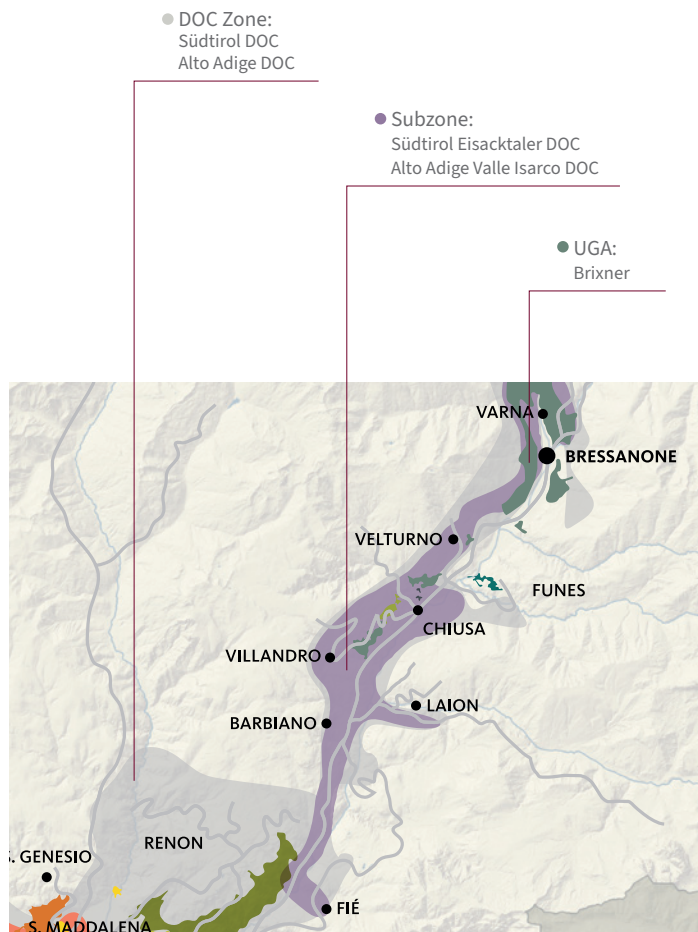 DOC Zone:
Südtirol DOC
Alto Adige DOC
Subzone:
Südtirol Eisacktaler DOC
Alto Adige Valle Isarco DOC
UGA:
Brixner
VARNA
BRESSANONE
VELTURNO
FUNES
CHIUSA
VILLANDRO
LAION
BARBIANO
RENON
S. GENESIO
FIÉ
S. MADDALENA